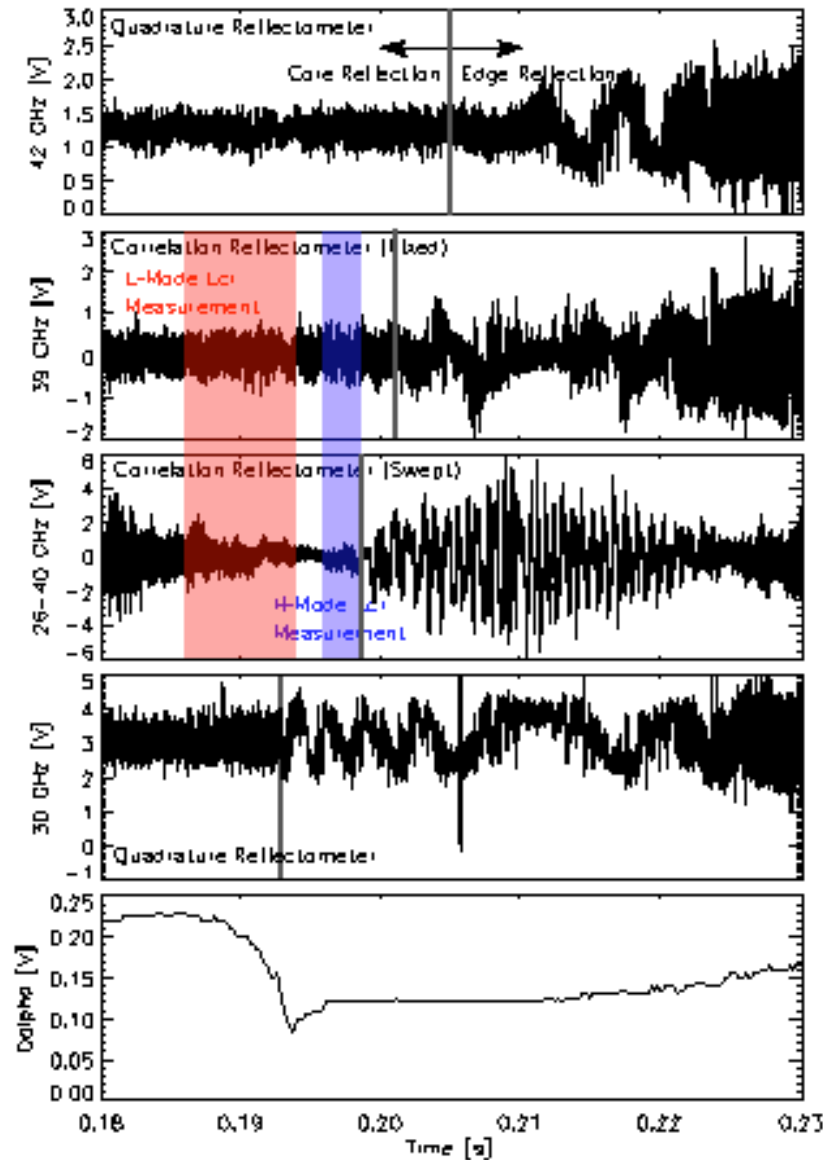 Quadrature Reflectometer
Core Reflection
Edge Reflection
42 GHz [V]
3.0
2.5
2.0
1.5
1.0
0.5
0.0
Correlation Reflectometer (Fixed)
L-Mode Lcr
Measurement
39 GHz [V]
3
2
1
0
-1
-2
Correlation Reflectometer (Swept)
H-Mode Lcr
Measurement
26-40 GHz [V]
6
4
2
0
-2
-4
-6
30 GHz [V]
5
4
3
2
1
0
-1
Quadrature Reflectometer
Dalpha [V]
0.25
0.20
0.15
0.10
0.05
0.00
0.18
0.19
0.20
0.21
0.22
0.23
Time [s]